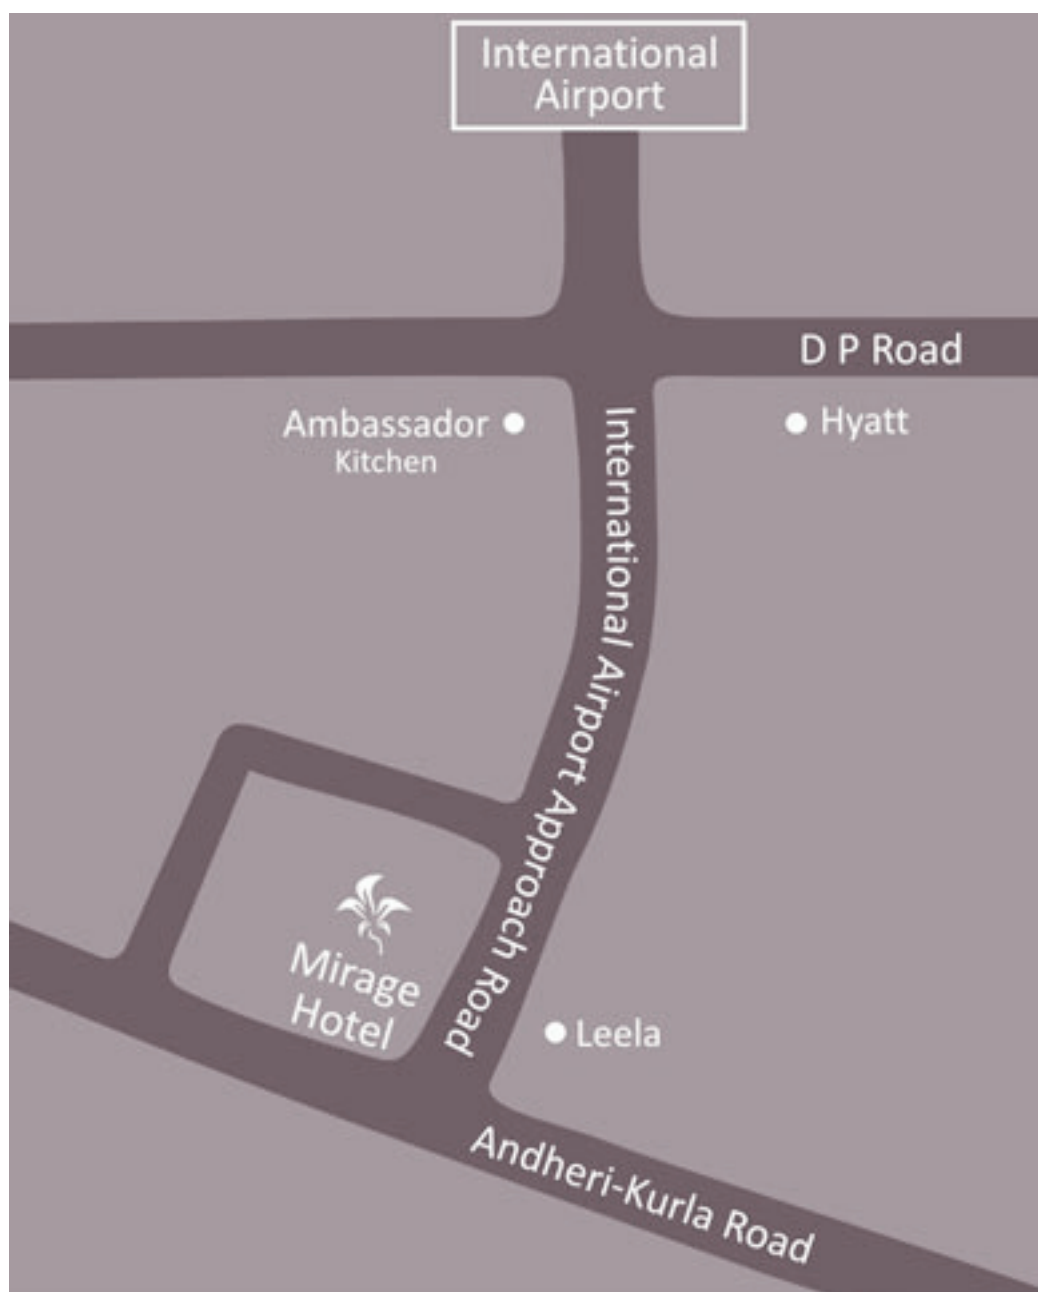 International
Airport
D P Road
Ambassador
Kitchen
Hyatt
International Airport Approach Road
Mirage
Hotel
Leela
Andheri-Kurla Road